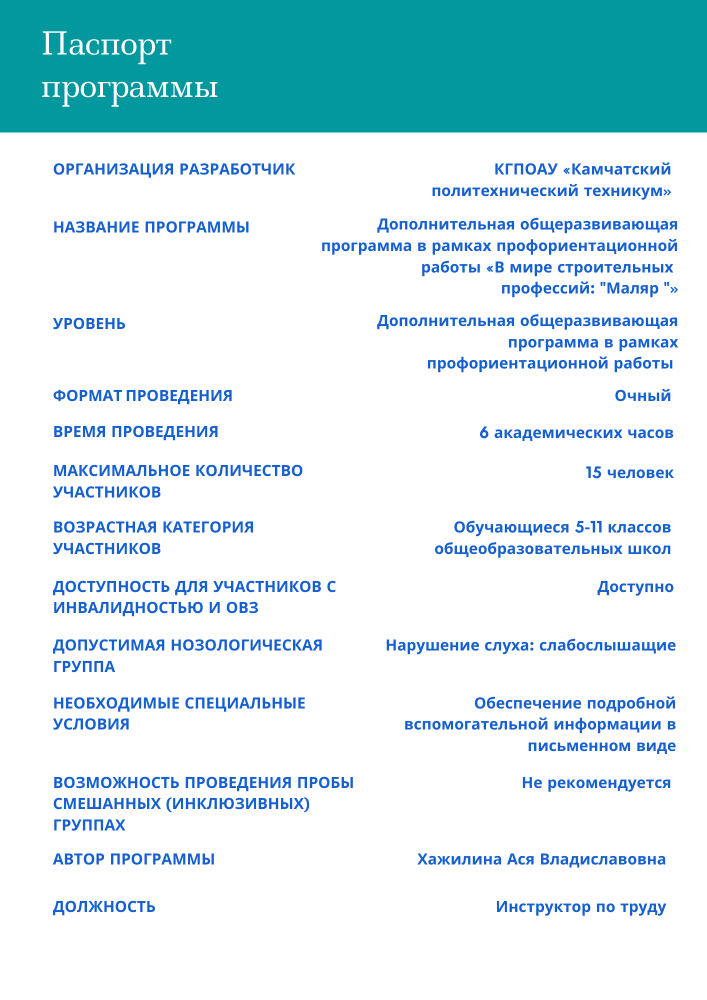 Паспорт
программы
ОРГАНИЗАЦИЯ РАЗРАБОТЧИК
КГПОАУ «Камчатский
политехнический техникум»
НАЗВАНИЕ ПРОГРАММЫ
Дополнительная общеразвивающая
программа в рамках профориентационной
работы «В мире строительных
профессий: "Маляр "»
УРОВЕНЬ
Дополнительная общеразвивающая
программа в рамках
профориентационной работы
ФОРМАТ ПРОВЕДЕНИЯ
Очный
ВРЕМЯ ПРОВЕДЕНИЯ
6 академических часов
МАКСИМАЛЬНОЕ КОЛИЧЕСТВО
УЧАСТНИКОВ
15 человек
ВОЗРАСТНАЯ КАТЕГОРИЯ
УЧАСТНИКОВ
Обучающиеся 5-11 классов
общеобразовательных школ
ДОСТУПНОСТЬ ДЛЯ УЧАСТНИКОВ С
ИНВАЛИДНОСТЬЮ И ОВЗ
Доступно
ДОПУСТИМАЯ НОЗОЛОГИЧЕСКАЯ
ГРУППА
Нарушение слуха: слабослышащие
НЕОБХОДИМЫЕ СПЕЦИАЛЬНЫЕ
УСЛОВИЯ
Обеспечение подробной
вспомогательной информации в
письменном виде
ВОЗМОЖНОСТЬ ПРОВЕДЕНИЯ ПРОБЫ
СМЕШАННЫХ (ИНКЛЮЗИВНЫХ)
ГРУППАХ
Не рекомендуется
АВТОР ПРОГРАММЫ
Хажилина Ася Владиславовна
ДОЛЖНОСТЬ
Инструктор по труду